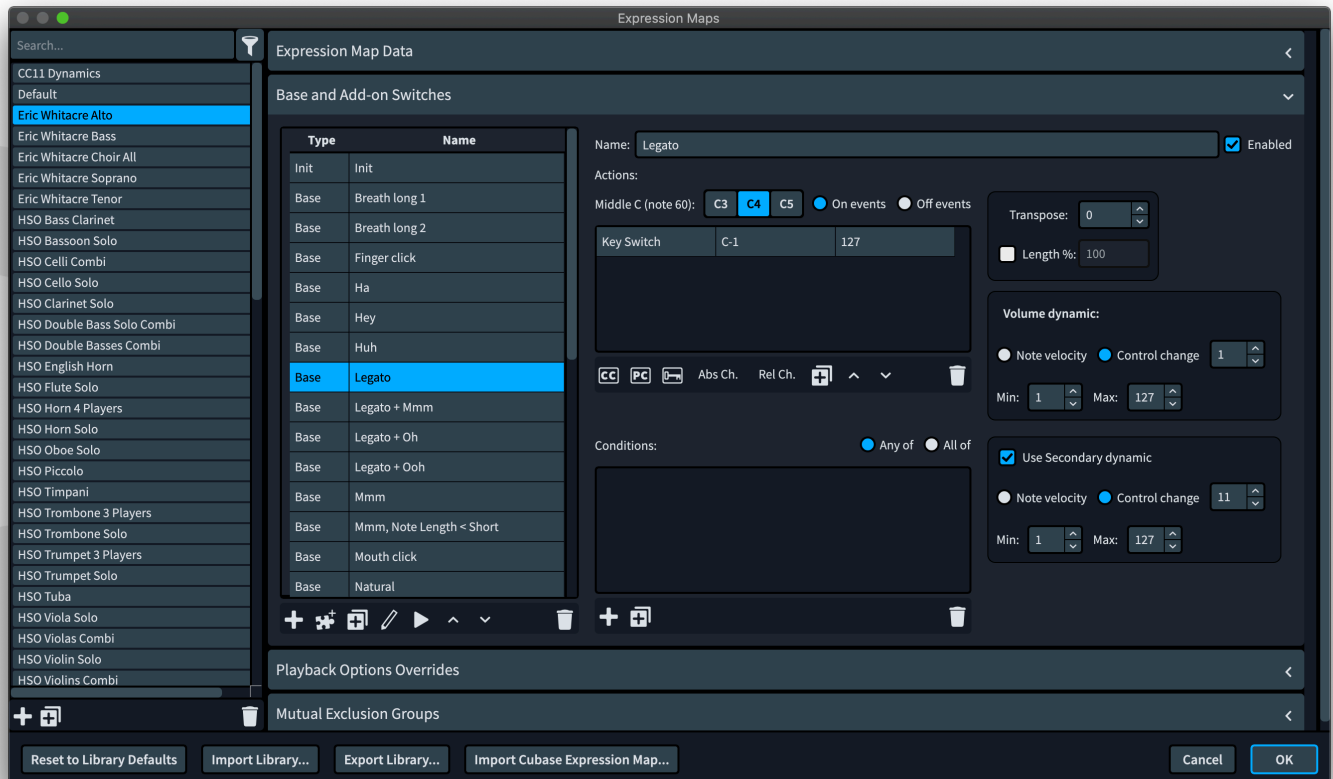 Expression Maps
Search...
CC11 Dynamics
Default
Eric Whitacre Alto
Eric Whitacre Bass
Eric Whitacre Choir All
Eric Whitacre Soprano
Eric Whitacre Tenor
HSO Bass Clarinet
HSO Bassoon Solo
HSO Celli Combi
HSO Cello Solo
HSO Clarinet Solo
HSO Double Bass Solo Combi
HSO Double Basses Combi
HSO English Horn
HSO Flute Solo
HSO Horn 4 Players
HSO Horn Solo
HSO Oboe Solo
HSO Piccolo
HSO Timpani
HSO Trombone 3 Players
HSO Trombone Solo
HSO Trumpet 3 Players
HSO Trumpet Solo
HSO Tuba
HSO Viola Solo
HSO Violas Combi
HSO Violin Solo
HSO Violins Combi
Expression Map Data
Base and Add-on Switches
Type Name
Init Init
Base Breath long 1
Base Breath long 2
Base Finger click
Base Ha
Base Hey
Base Huh
Base Legato
Base Legato + Mmm
Base Legato + Oh
Base Legato + Ooh
Base Mmm
Base Mmm, Note Length < Short
Base Mouth click
Base Natural
Name: Legato Enabled
Actions:
Middle C (note 60): C3 C4 C5 On events Off events
Key Switch C-1 127
CC PC Abs Ch. Rel Ch.
Conditions: Any of All of
Transpose: 0
Length %: 100
Volume dynamic:
Note velocity Control change 1
Min: 1 Max: 127
Use Secondary dynamic
Note velocity Control change 11
Min: 1 Max: 127
Playback Options Overrides
Mutual Exclusion Groups
Reset to Library Defaults Import Library... Export Library... Import Cubase Expression Map... Cancel OK